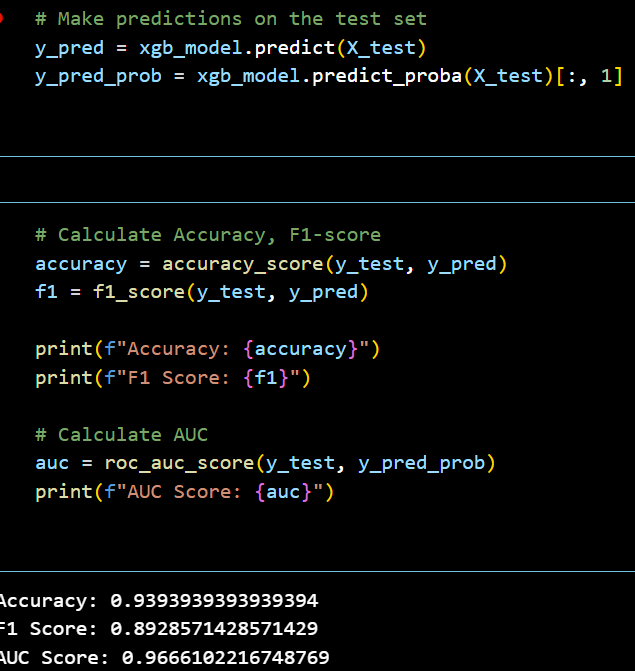 # Make predictions on the test set
y_pred = xgb_model.predict(X_test)
y_pred_prob = xgb_model.predict_proba(X_test)[:, 1]
# Calculate Accuracy, F1-score
accuracy = accuracy_score(y_test, y_pred)
f1 = f1_score(y_test, y_pred)
print(f"Accuracy: {accuracy}")
print(f"F1 Score: {f1}")
# Calculate AUC
auc = roc_auc_score(y_test, y_pred_prob)
print(f"AUC Score: {auc}")
Accuracy: 0.9393939393939394
F1 Score: 0.8928571428571429
AUC Score: 0.9666102216748769